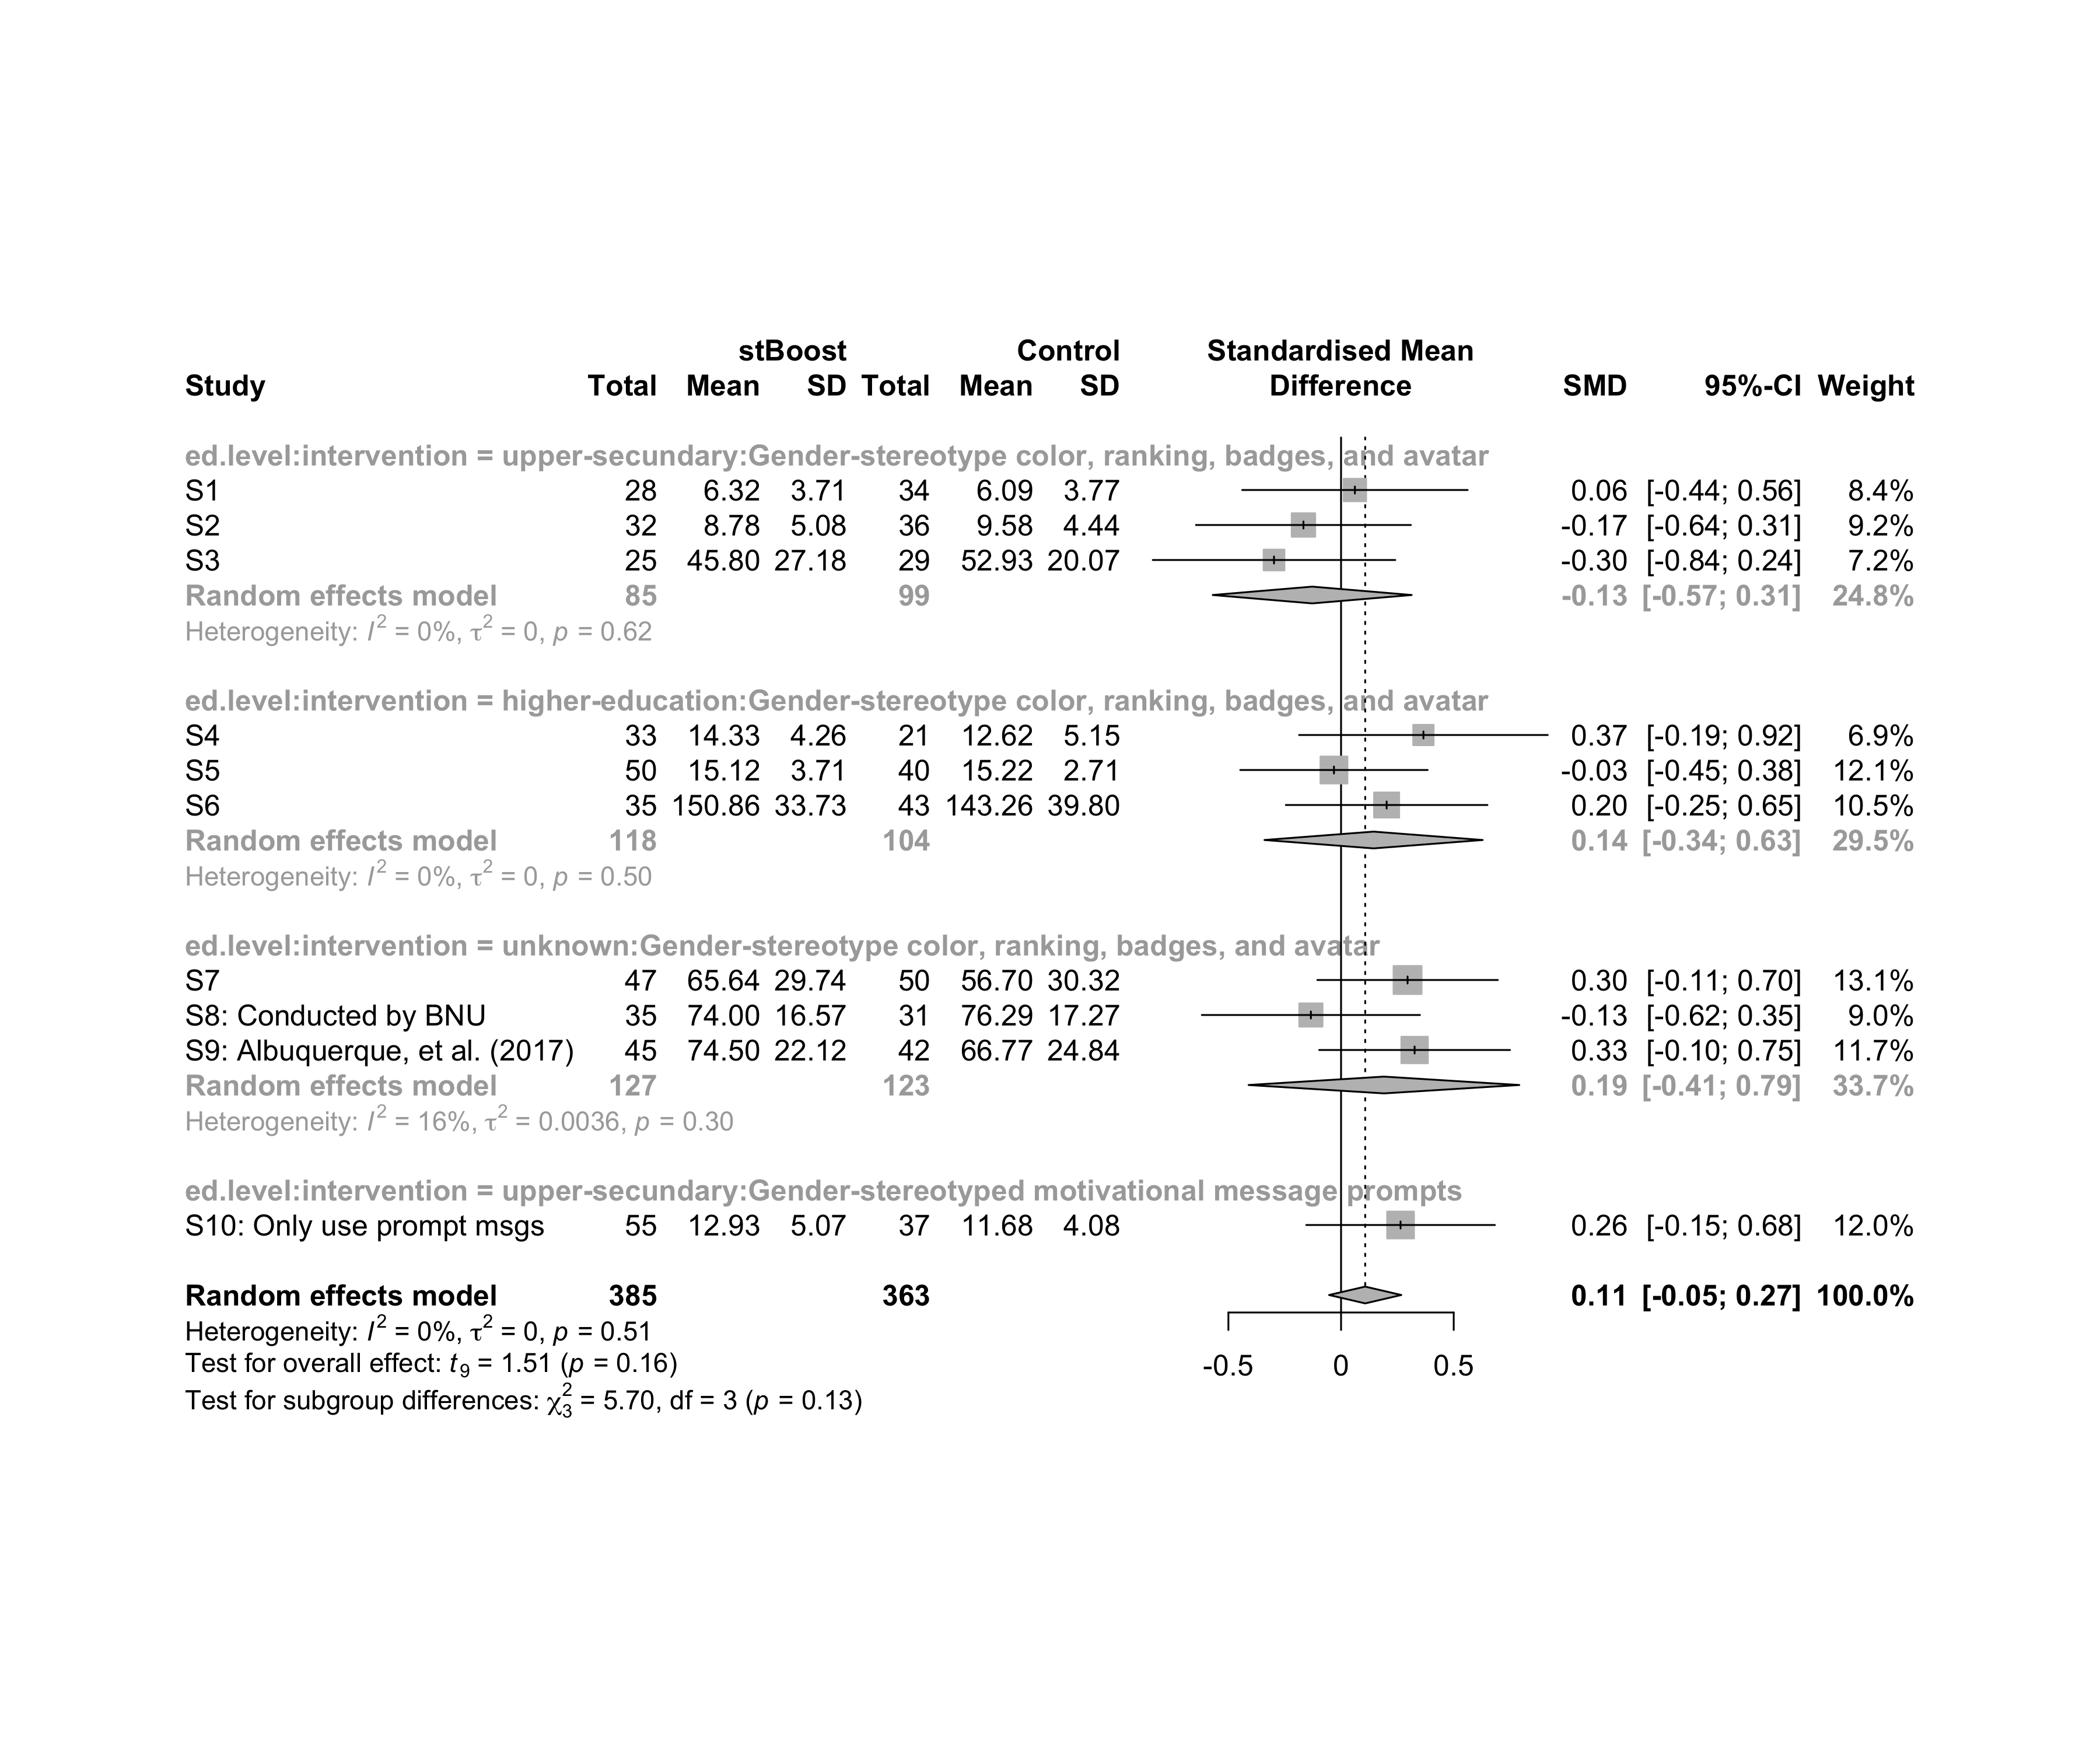 stBoost Control Standardised Mean
Study Total Mean SD Total Mean SD Difference SMD 95%-CI Weight
ed.level:intervention = upper-secundary:Gender-stereotype color, ranking, badges, and avatar
S1 28 6.32 3.71 34 6.09 3.77 0.06 [-0.44; 0.56] 8.4%
S2 32 8.78 5.08 36 9.58 4.44 -0.17 [-0.64; 0.31] 9.2%
S3 25 45.80 27.18 29 52.93 20.07 -0.30 [-0.84; 0.24] 7.2%
Random effects model 85 99 -0.13 [-0.57; 0.31] 24.8%
Heterogeneity: I² = 0%, τ² = 0, p = 0.62
ed.level:intervention = higher-education:Gender-stereotype color, ranking, badges, and avatar
S4 33 14.33 4.26 21 12.62 5.15 0.37 [-0.19; 0.92] 6.9%
S5 50 15.12 3.71 40 15.22 2.71 -0.03 [-0.45; 0.38] 12.1%
S6 35 150.86 33.73 43 143.26 39.80 0.20 [-0.25; 0.65] 10.5%
Random effects model 118 104 0.14 [-0.34; 0.63] 29.5%
Heterogeneity: I² = 0%, τ² = 0, p = 0.50
ed.level:intervention = unknown:Gender-stereotype color, ranking, badges, and avatar
S7 47 65.64 29.74 50 56.70 30.32 0.30 [-0.11; 0.70] 13.1%
S8: Conducted by BNU 35 74.00 16.57 31 76.29 17.27 -0.13 [-0.62; 0.35] 9.0%
S9: Albuquerque, et al. (2017) 45 74.50 22.12 42 66.77 24.84 0.33 [-0.10; 0.75] 11.7%
Random effects model 127 123 0.19 [-0.41; 0.79] 33.7%
Heterogeneity: I² = 16%, τ² = 0.0036, p = 0.30
ed.level:intervention = upper-secundary:Gender-stereotyped motivational message prompts
S10: Only use prompt msgs 55 12.93 5.07 37 11.68 4.08 0.26 [-0.15; 0.68] 12.0%
Random effects model 385 363 0.11 [-0.05; 0.27] 100.0%
Heterogeneity: I² = 0%, τ² = 0, p = 0.51
Test for overall effect: t₉ = 1.51 (p = 0.16)
-0.5 0 0.5
Test for subgroup differences: χ²₃ = 5.70, df = 3 (p = 0.13)